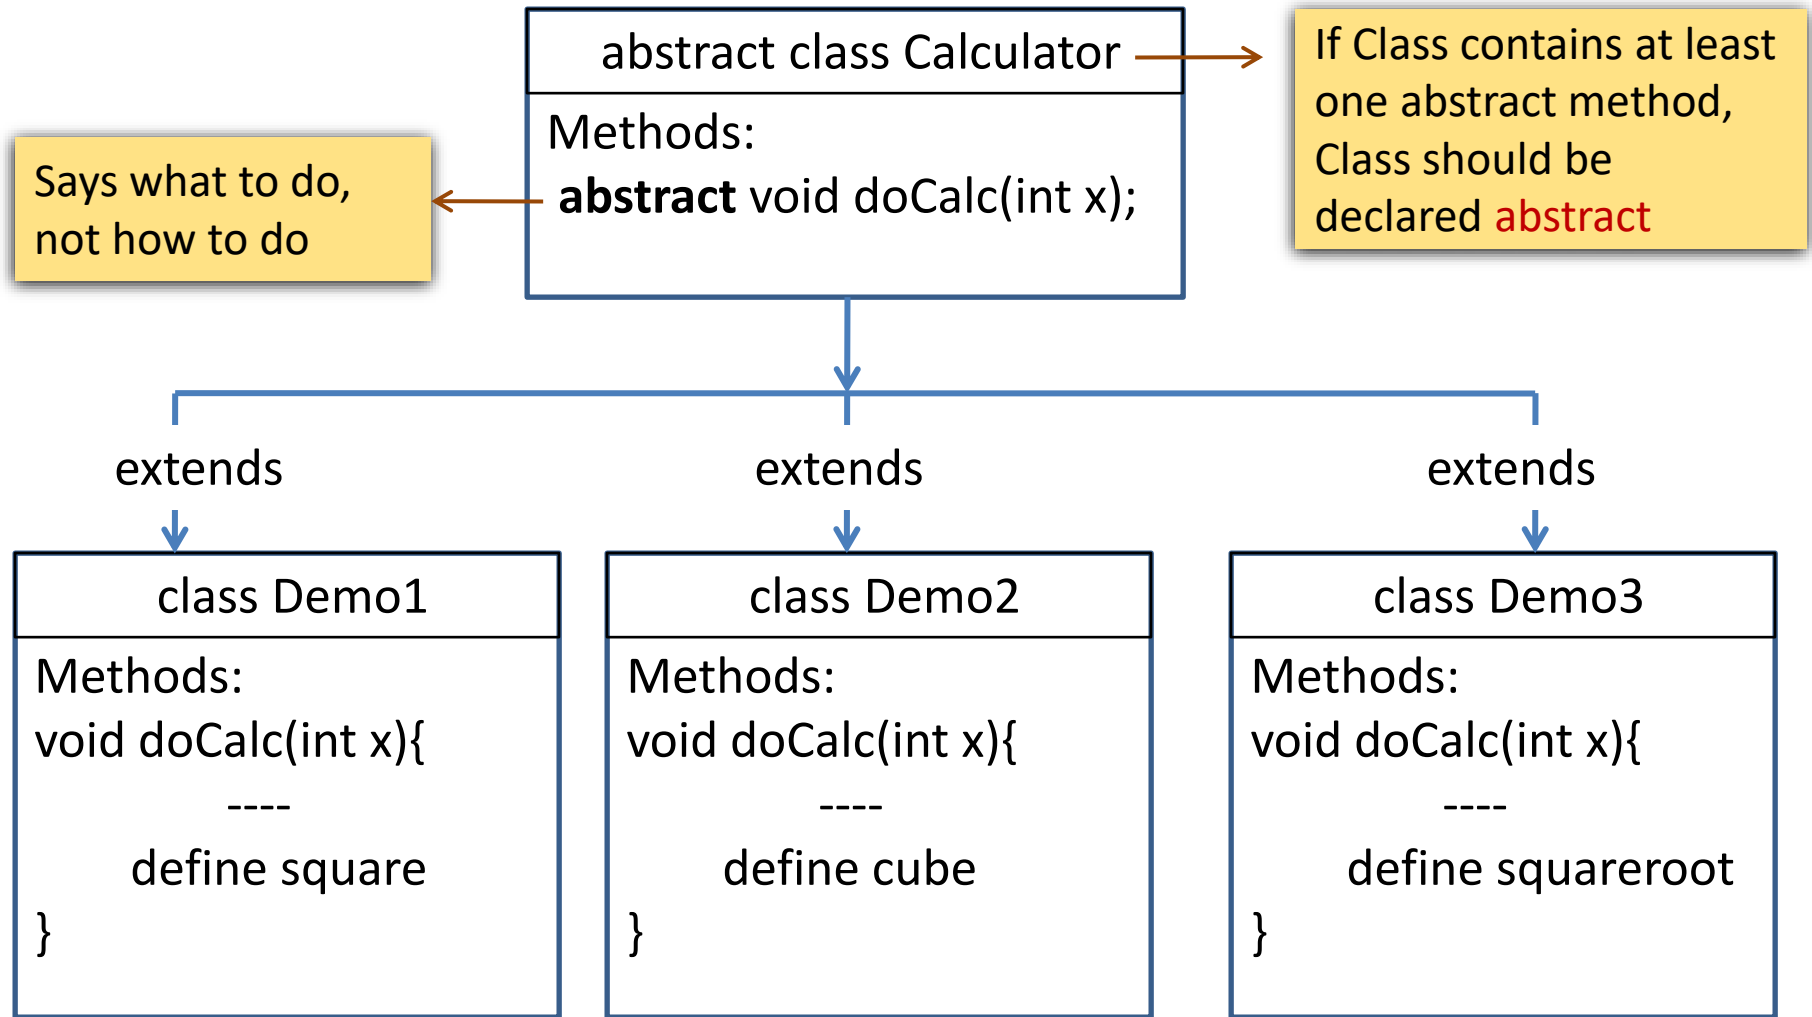 abstract class Calculator
Methods:
abstract void doCalc(int x);
If Class contains at least
one abstract method,
Class should be
declared abstract
Says what to do,
not how to do
extends
extends
extends
class Demo1
Methods:
void doCalc(int x){
----
define square
}
class Demo2
Methods:
void doCalc(int x){
----
define cube
}
class Demo3
Methods:
void doCalc(int x){
----
define squareroot
}